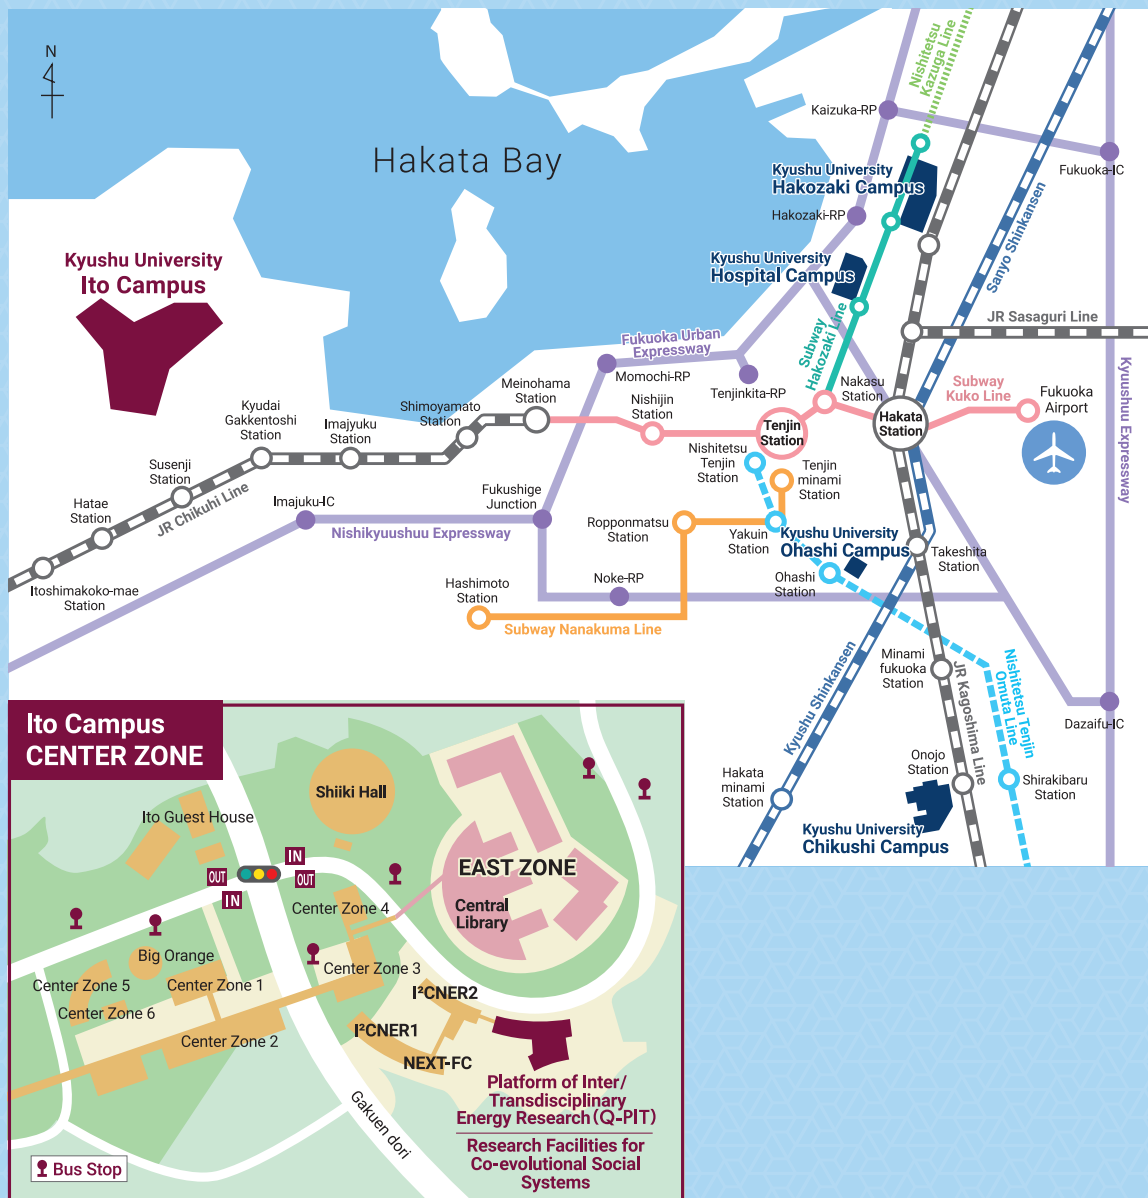 N
Hakata Bay
Nishitetsu
Kazuga Line
Kaizuka-RP
Fukuoka-IC
Kyushu University
Hakozaki Campus
Hakozaki-RP
Sanyo Shinkansen
Kyushu University
Ito Campus
Kyushu University
Hospital Campus
JR Sasaguri Line
Fukuoka Urban
Expressway
Subway
Hakozaki Line
Momochi-RP
Tenjinkita-RP
Nakasu
Station
Subway
Kuko Line
Fukuoka
Airport
Kyuushuu Expressway
Meinohama
Station
Nishijin
Station
Tenjin
Station
Hakata
Station
Shimoyamato
Station
Kyudai
Gakkentoshi
Station
Imajyuku
Station
Susenji
Station
Hatae
Station
JR Chikuhi Line
Itoshimakoko-mae
Station
Imajuku-IC
Nishikyuushuu Expressway
Fukushige
Junction
Nishitetsu
Tenjin
Station
Tenjin
minami
Station
Ropponmatsu
Station
Yakuin
Station
Kyushu University
Ohashi Campus
Ohashi
Station
Takeshita
Station
Hashimoto
Station
Noke-RP
Subway Nanakuma Line
Minami
fukuoka
Station
Kyushu Shinkansen
JR Kagoshima Line
Nishitetsu Tenjin
Omuta Line
Dazaifu-IC
Onojo
Station
Shirakibaru
Station
Hakata
minami
Station
Kyushu University
Chikushi Campus
Ito Campus
CENTER ZONE
Shiiki Hall
Ito Guest House
IN
OUT
OUT
IN
EAST ZONE
Central
Library
Center Zone 4
Big Orange
Center Zone 3
Center Zone 5
Center Zone 1
Center Zone 6
Center Zone 2
I²CNER2
I²CNER1
NEXT-FC
Gakuen dori
Platform of Inter/
Transdisciplinary
Energy Research (Q-PIT)
Research Facilities for
Co-evolutional Social
Systems
Bus Stop